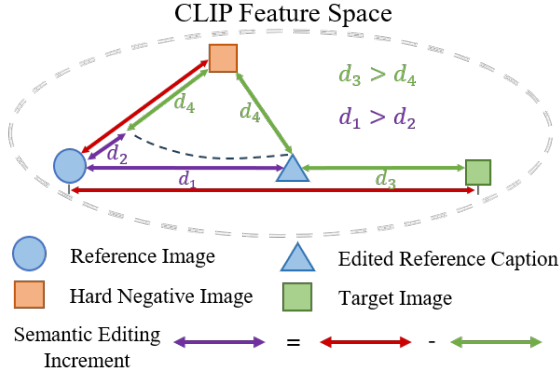 CLIP Feature Space
d₃ > d₄
d₁ > d₂
d₄
d₄
d₂
d₁
d₃
Reference Image
Edited Reference Caption
Hard Negative Image
Target Image
Semantic Editing
Increment
= -